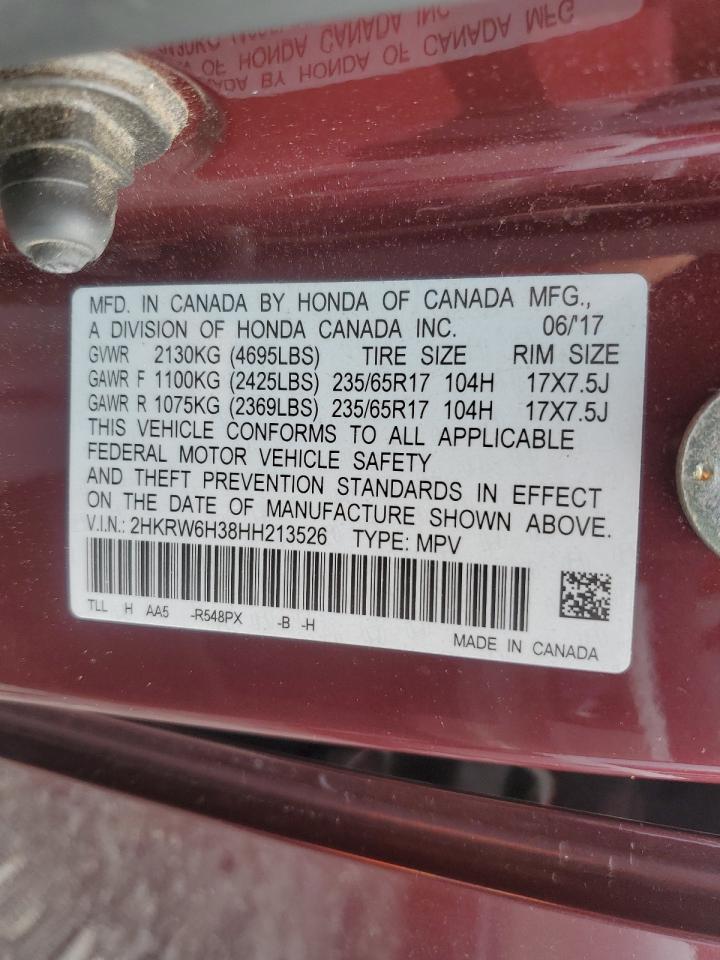 MFD. IN CANADA BY HONDA OF CANADA MFG.,
A DIVISION OF HONDA CANADA INC. 06/'17
GVWR 2130KG (4695LBS) TIRE SIZE RIM SIZE
GAWR F 1100KG (2425LBS) 235/65R17 104H 17X7.5J
GAWR R 1075KG (2369LBS) 235/65R17 104H 17X7.5J
THIS VEHICLE CONFORMS TO ALL APPLICABLE
FEDERAL MOTOR VEHICLE SAFETY
AND THEFT PREVENTION STANDARDS IN EFFECT
ON THE DATE OF MANUFACTURE SHOWN ABOVE.
V.I.N.: 2HKRW6H38HH213526 TYPE: MPV
TLL H AA5 -R548PX -B -H
MADE IN CANADA